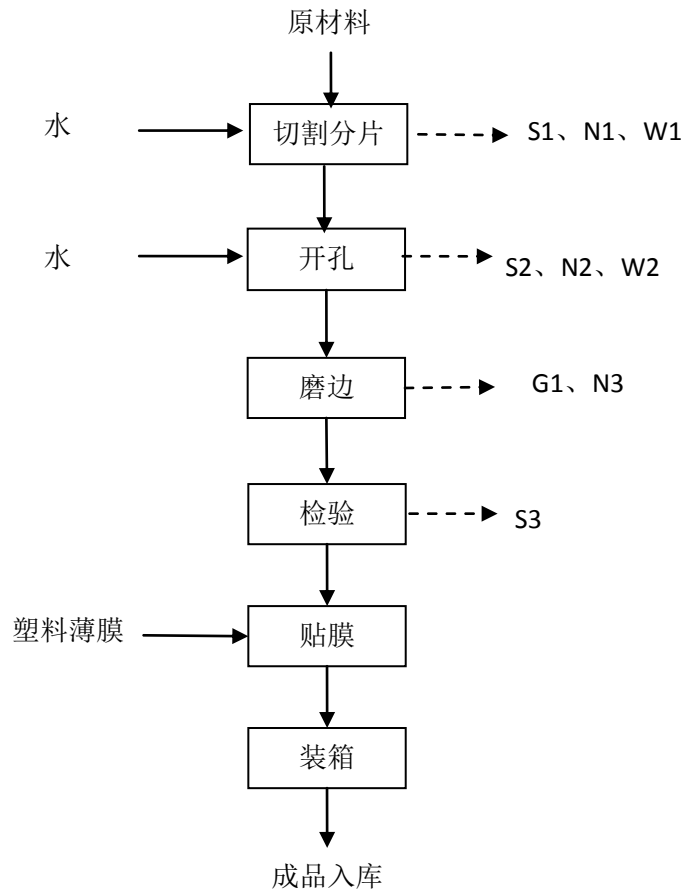 原材料
水
切割分片
S1、N1、W1
水
开孔
S2、N2、W2
磨边
G1、N3
检验
S3
塑料薄膜
贴膜
装箱
成品入库